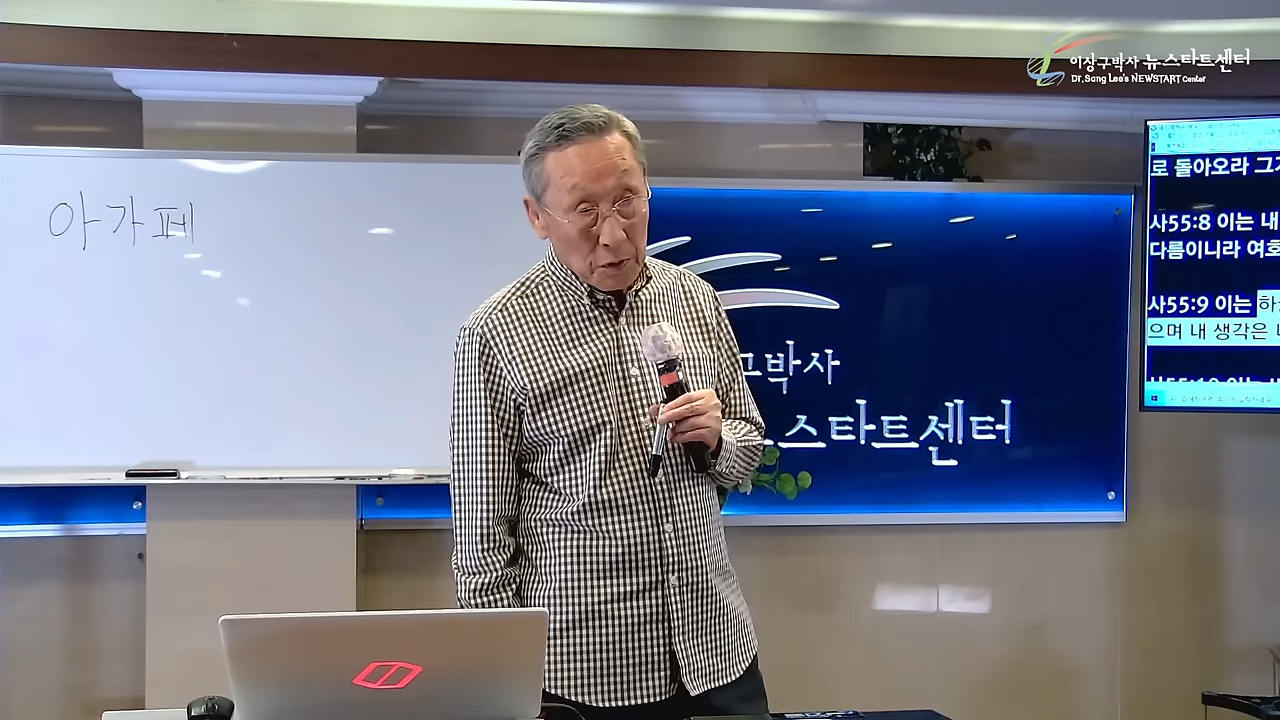 이상구박사 뉴스타트센터
Dr. Sang Lee's NEWSTART Center
아가페
로 돌아오라 그
사55:8 이는 내
다름이니라 여호
사55:9 이는 하
으며 내 생각은
구박사
스타트센터